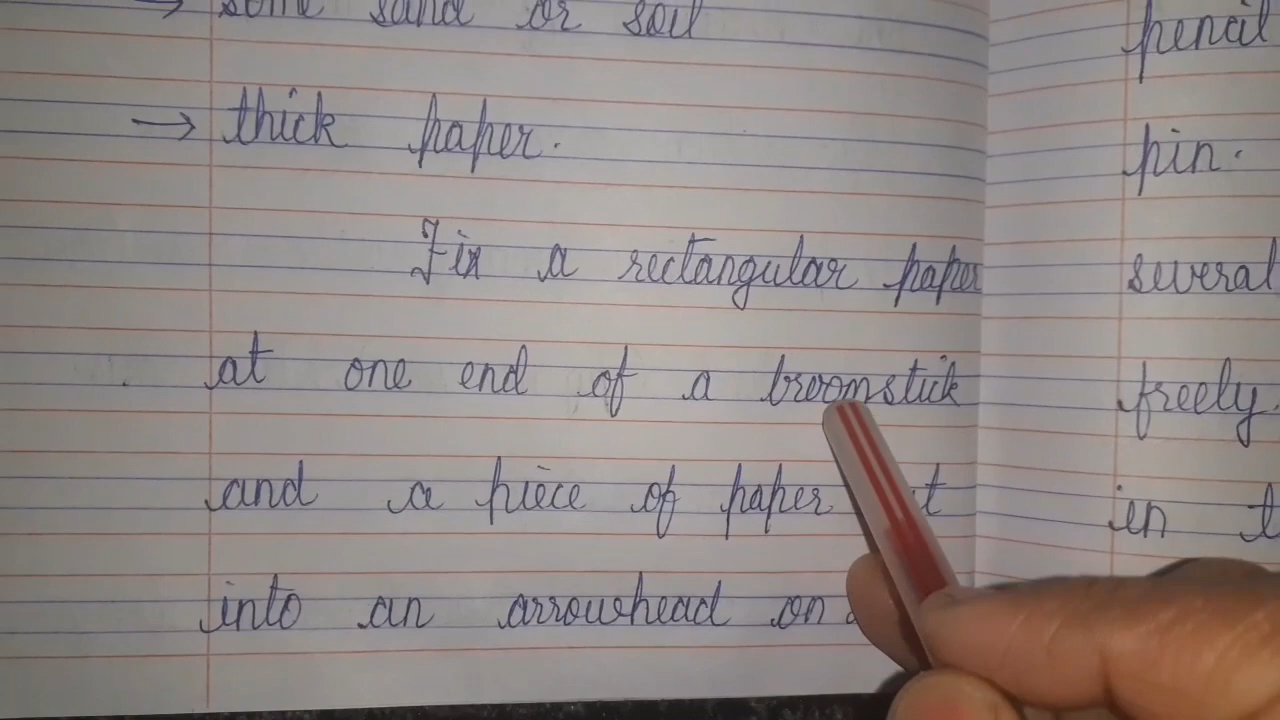 → some sand or soil
→ thick paper.
Fix a rectangular paper
at one end of a broomstick
and a piece of paper
into an arrowhead on
pencil
pin.
several
freely.
in